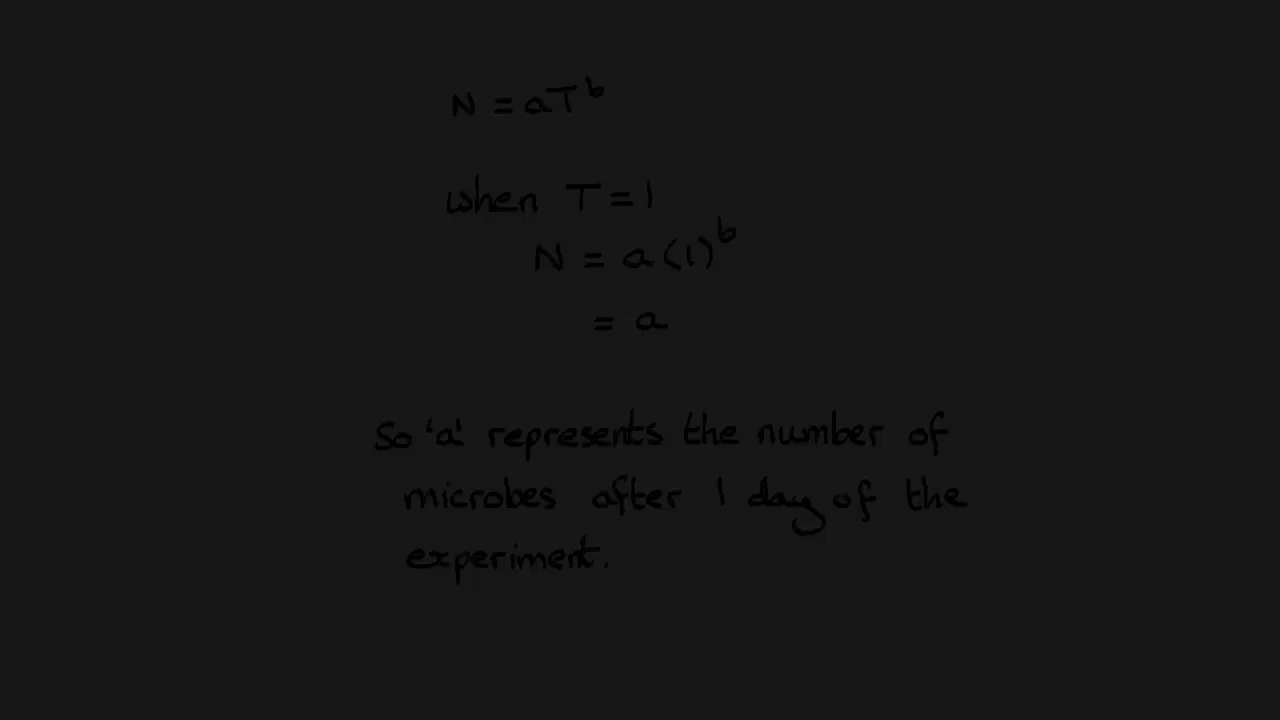 N = aT^b
when T = 1
N = a(1)^b
= a
So 'a' represents the number of
microbes after 1 day of the
experiment.